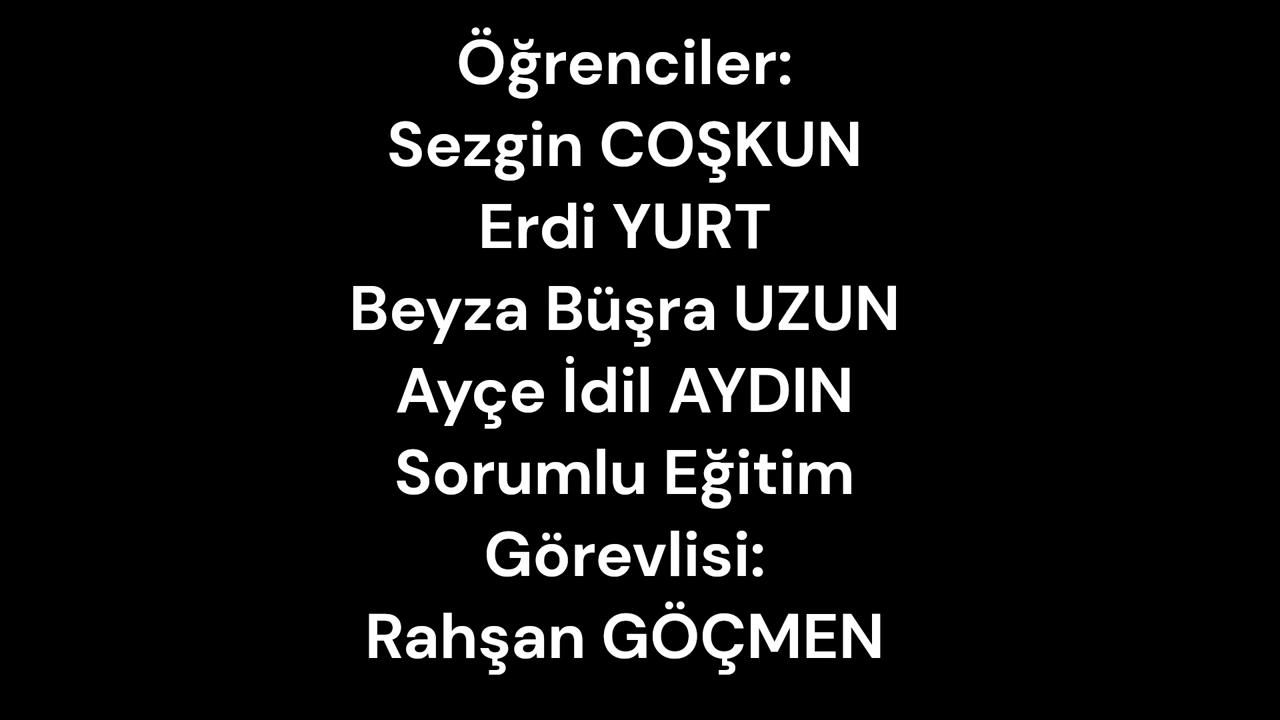 Öğrenciler:
Sezgin COŞKUN
Erdi YURT
Beyza Büşra UZUN
Ayçe İdil AYDIN
Sorumlu Eğitim
Görevlisi:
Rahşan GÖÇMEN